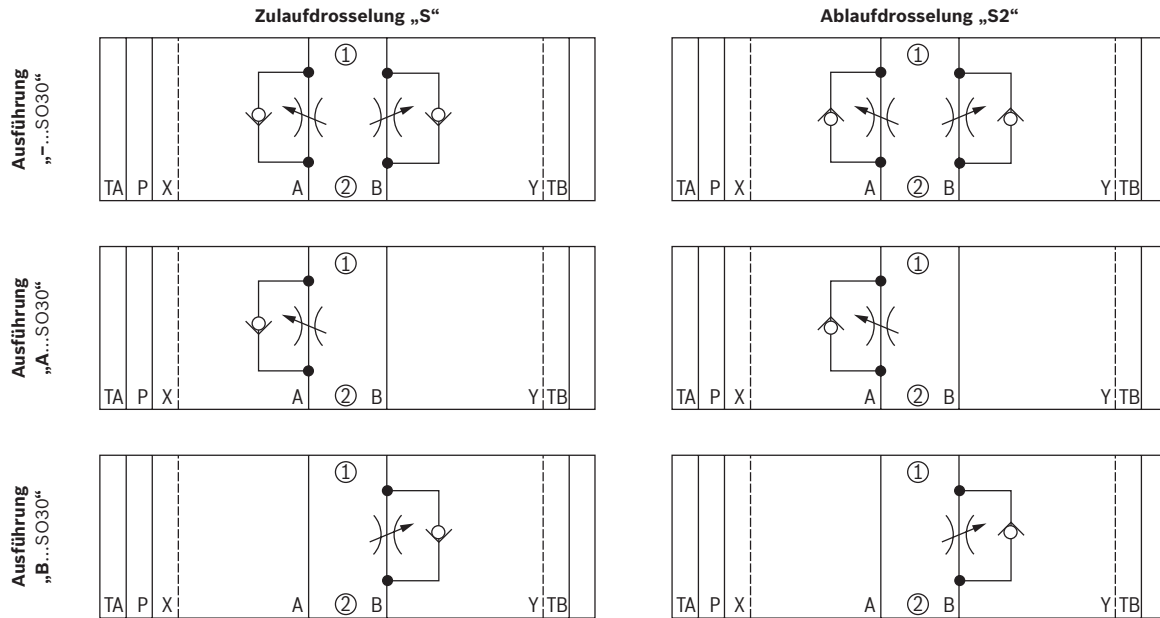 Zulaufdrosselung „S“
Ablaufdrosselung „S2“
Ausführung
„–...SO30“
①
TA P X A ② B Y TB
①
TA P X A ② B Y TB
Ausführung
„A...SO30“
①
TA P X A ② B Y TB
①
TA P X A ② B Y TB
Ausführung
„B...SO30“
①
TA P X A ② B Y TB
①
TA P X A ② B Y TB